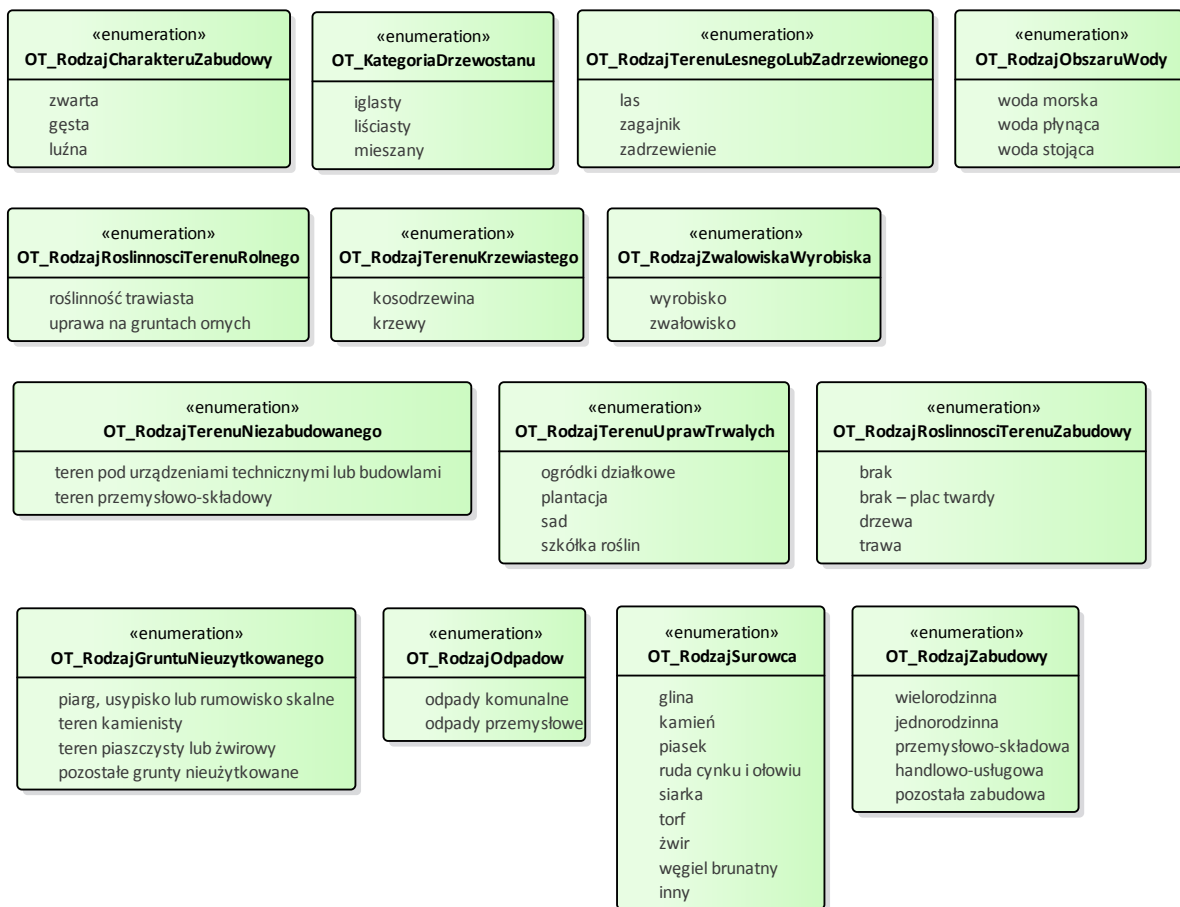 «enumeration»
OT_RodzajCharakteruZabudowy
zwarta
gęsta
luźna
«enumeration»
OT_KategoriaDrzewostanu
iglasty
liściasty
mieszany
«enumeration»
OT_RodzajTerenuLesnegoLubZadrzewionego
las
zagajnik
zadrzewienie
«enumeration»
OT_RodzajObszaruWody
woda morska
woda płynąca
woda stojąca
«enumeration»
OT_RodzajRoslinnosciTerenuRolnego
roślinność trawiasta
uprawa na gruntach ornych
«enumeration»
OT_RodzajTerenuKrzewiastego
kosodrzewina
krzewy
«enumeration»
OT_RodzajZwalowiskaWyrobiska
wyrobisko
zwałowisko
«enumeration»
OT_RodzajTerenuNiezabudowanego
teren pod urządzeniami technicznymi lub budowlami
teren przemysłowo-składowy
«enumeration»
OT_RodzajTerenuUprawTrwalych
ogródki działkowe
plantacja
sad
szkółka roślin
«enumeration»
OT_RodzajRoslinnosciTerenuZabudowy
brak
brak – plac twardy
drzewa
trawa
«enumeration»
OT_RodzajGruntuNieuzytkowanego
piarg, usypisko lub rumowisko skalne
teren kamienisty
teren piaszczysty lub żwirowy
pozostałe grunty nieużytkowane
«enumeration»
OT_RodzajOdpadow
odpady komunalne
odpady przemysłowe
«enumeration»
OT_RodzajSurowca
glina
kamień
piasek
ruda cynku i ołowiu
siarka
torf
żwir
węgiel brunatny
inny
«enumeration»
OT_RodzajZabudowy
wielorodzinna
jednorodzinna
przemysłowo-składowa
handlowo-usługowa
pozostała zabudowa